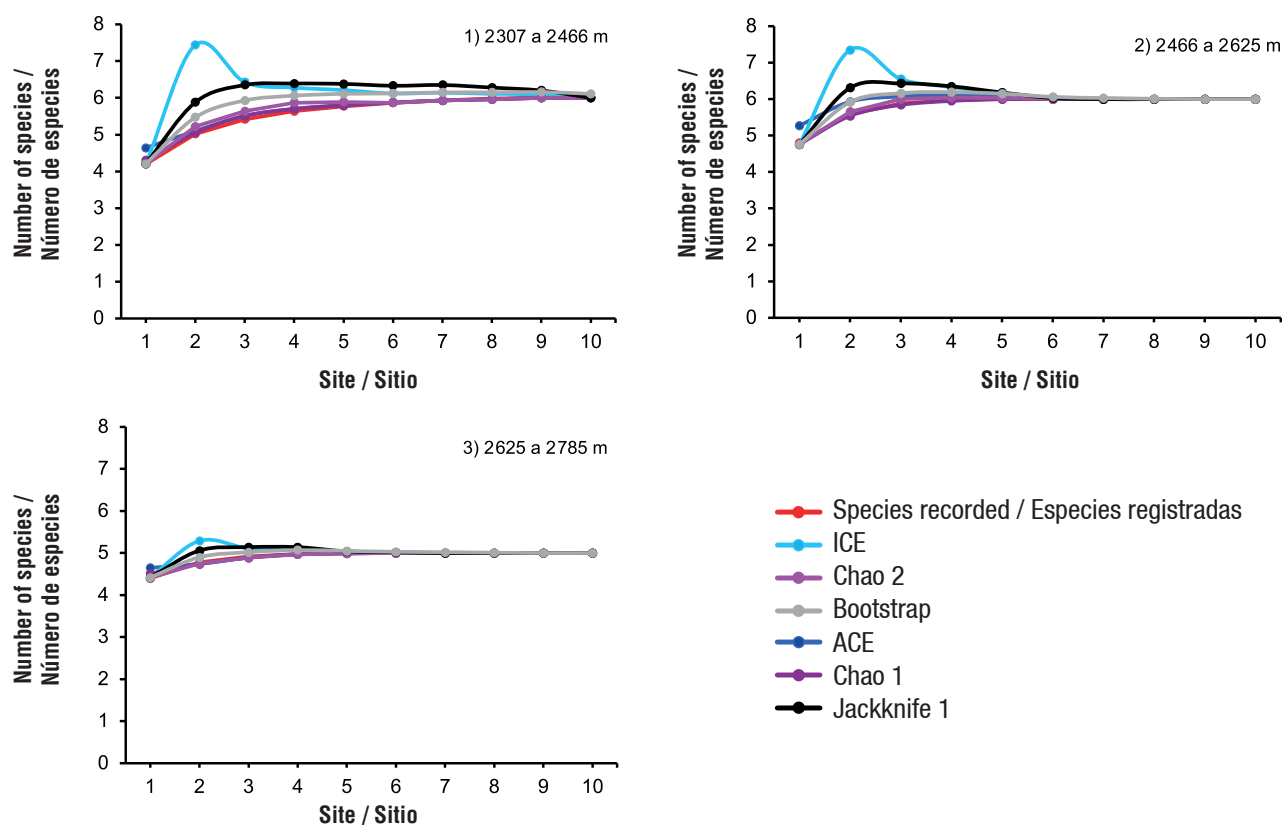 1) 2307 a 2466 m
Number of species /
Número de especies
8
7
6
5
4
3
2
1
0
1 2 3 4 5 6 7 8 9 10
Site / Sitio
2) 2466 a 2625 m
Number of species /
Número de especies
8
7
6
5
4
3
2
1
0
1 2 3 4 5 6 7 8 9 10
Site / Sitio
3) 2625 a 2785 m
Number of species /
Número de especies
8
7
6
5
4
3
2
1
0
1 2 3 4 5 6 7 8 9 10
Site / Sitio
Species recorded / Especies registradas
ICE
Chao 2
Bootstrap
ACE
Chao 1
Jackknife 1